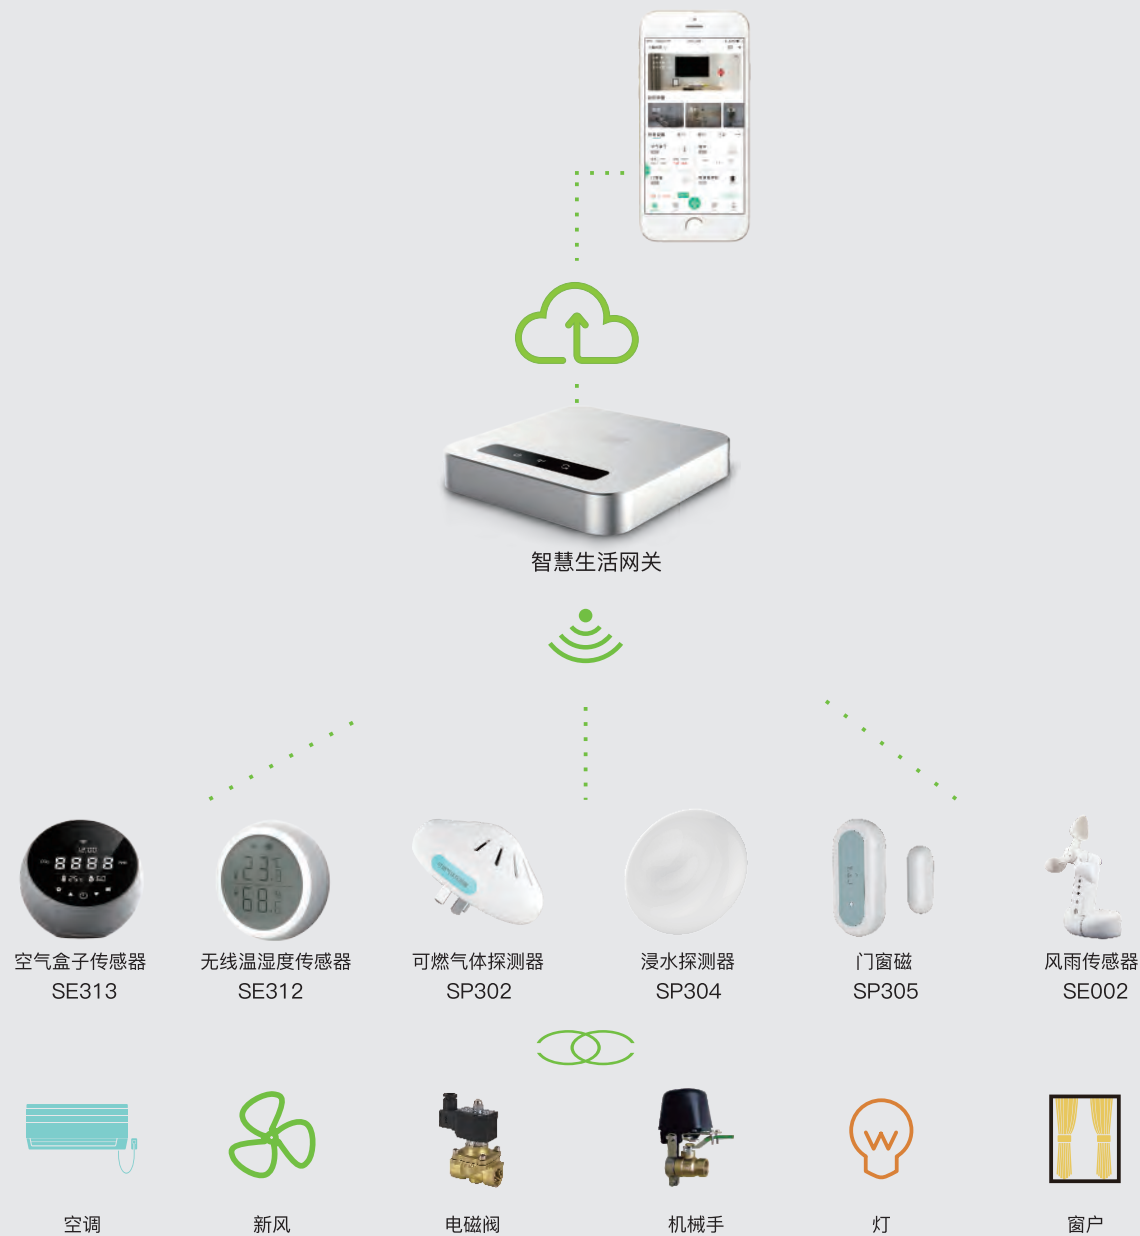 智慧生活网关
空气盒子传感器
SE313
无线温湿度传感器
SE312
可燃气体探测器
SP302
浸水探测器
SP304
门窗磁
SP305
风雨传感器
SE002
空调
新风
电磁阀
机械手
灯
窗户